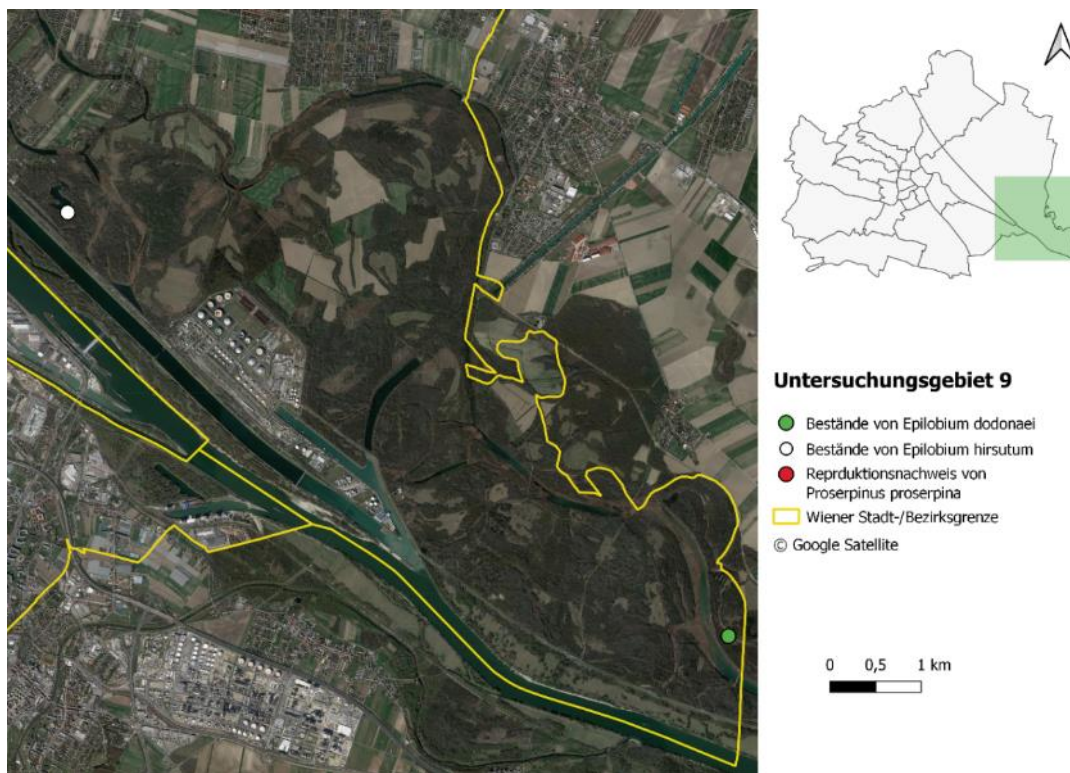 Untersuchungsgebiet 9
Bestände von Epilobium dodonaei
Bestände von Epilobium hirsutum
Reprduktionsnachweis von
Proserpinus proserpina
Wiener Stadt-/Bezirksgrenze
© Google Satellite
0 0,5 1 km